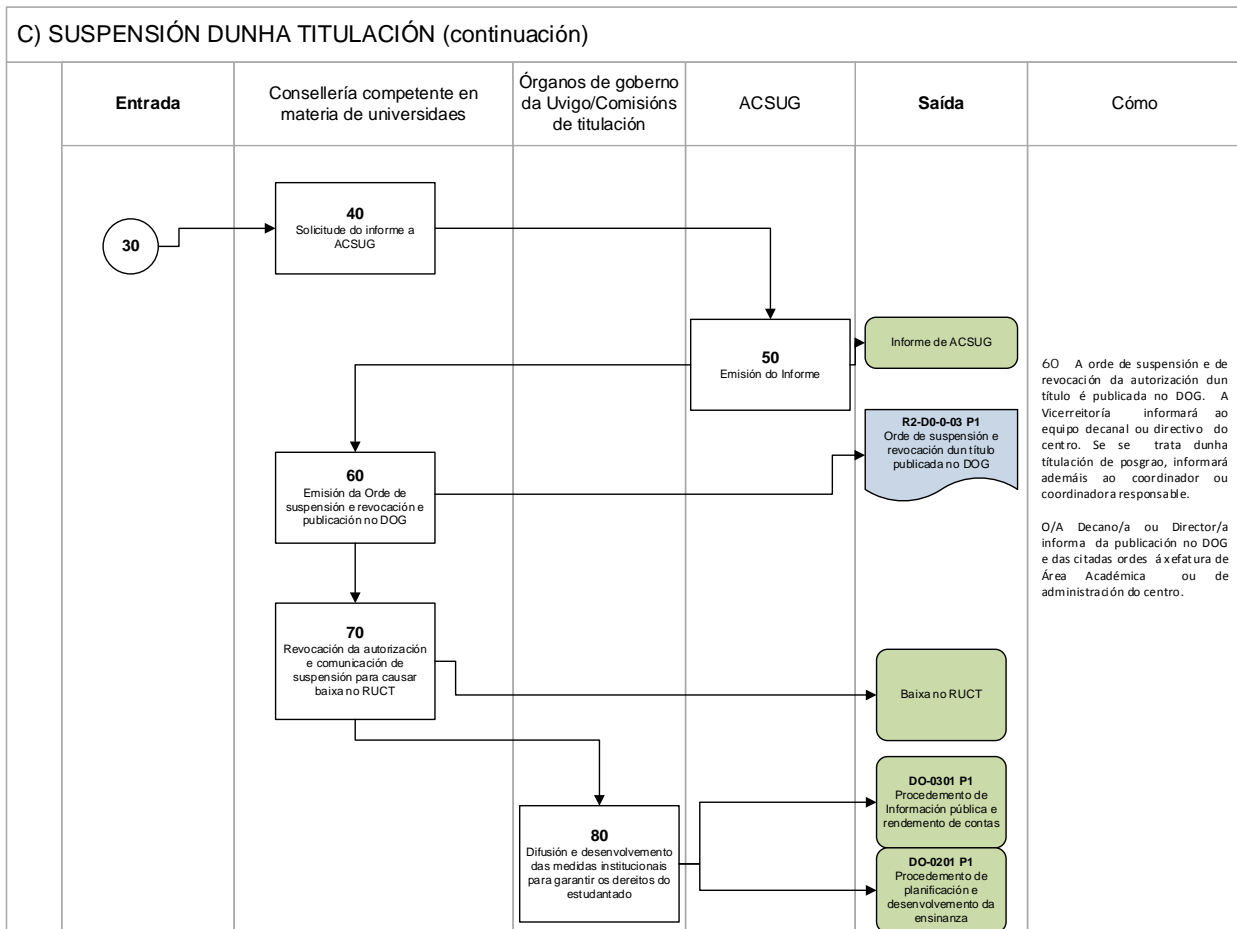 C) SUSPENSIÓN DUNHA TITULACIÓN (continuación)
Entrada
Consellería competente en
materia de universidaes
Órganos de goberno
da Uvigo/Comisións
de titulación
ACSUG
Saída
Cómo
30
40
Solicitude do informe a
ACSUG
50
Emisión do Informe
Informe de ACSUG
R2-D0-0-03 P1
Orde de suspensión e
revocación dun título
publicada no DOG
60
Emisión da Orde de
suspensión e revocación e
publicación no DOG
60 A orde de suspensión e de
revocación da autorización dun
título é publicada no DOG. A
Vicerreitoría informará ao
equipo decanal ou directivo do
centro. Se se trata dunha
títulación de posgrao, informará
ademáis ao coordinador ou
coordinadora responsable.
O/A Decano/a ou Director/a
informa da publicación no DOG
e das citadas ordes á xefatura de
Área Académica ou de
administración do centro.
70
Revocación da autorización
e comunicación de
suspensión para causar
baixa no RUCT
Baixa no RUCT
80
Difusión e desenvolvemento
das medidas institucionais
para garantir os dereitos do
estudantado
DO-0301 P1
Procedemento de
Información pública e
rendemento de contas
DO-0201 P1
Procedemento de
planificación e
desenvolvemento da
ensinanza